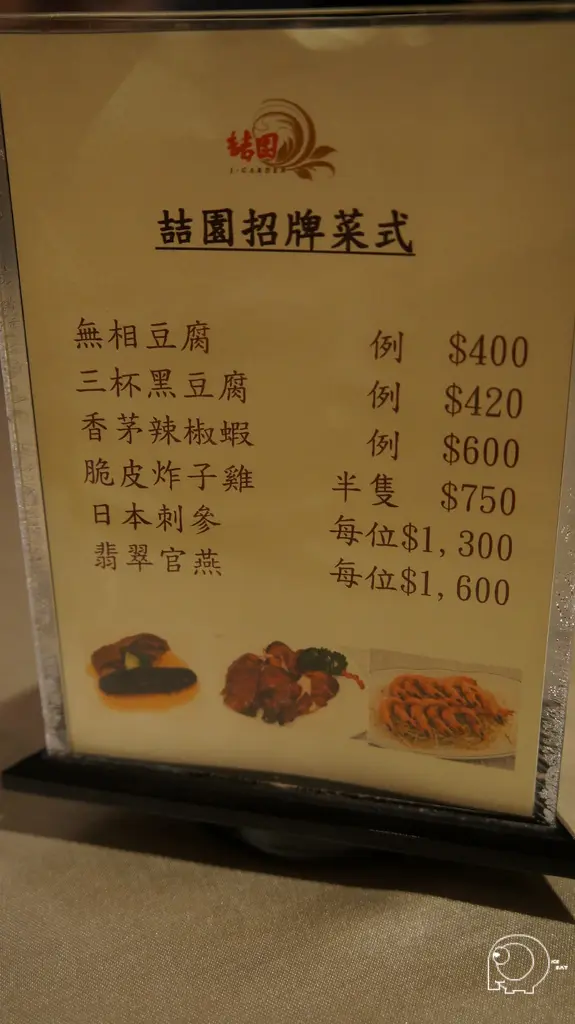 喆園
J-GARDEN
喆園招牌菜式
無相豆腐 例 $400
三杯黑豆腐 例 $420
香茅辣椒蝦 例 $600
脆皮炸子雞 半隻 $750
日本刺參 每位$1,300
翡翠官燕 每位$1,600